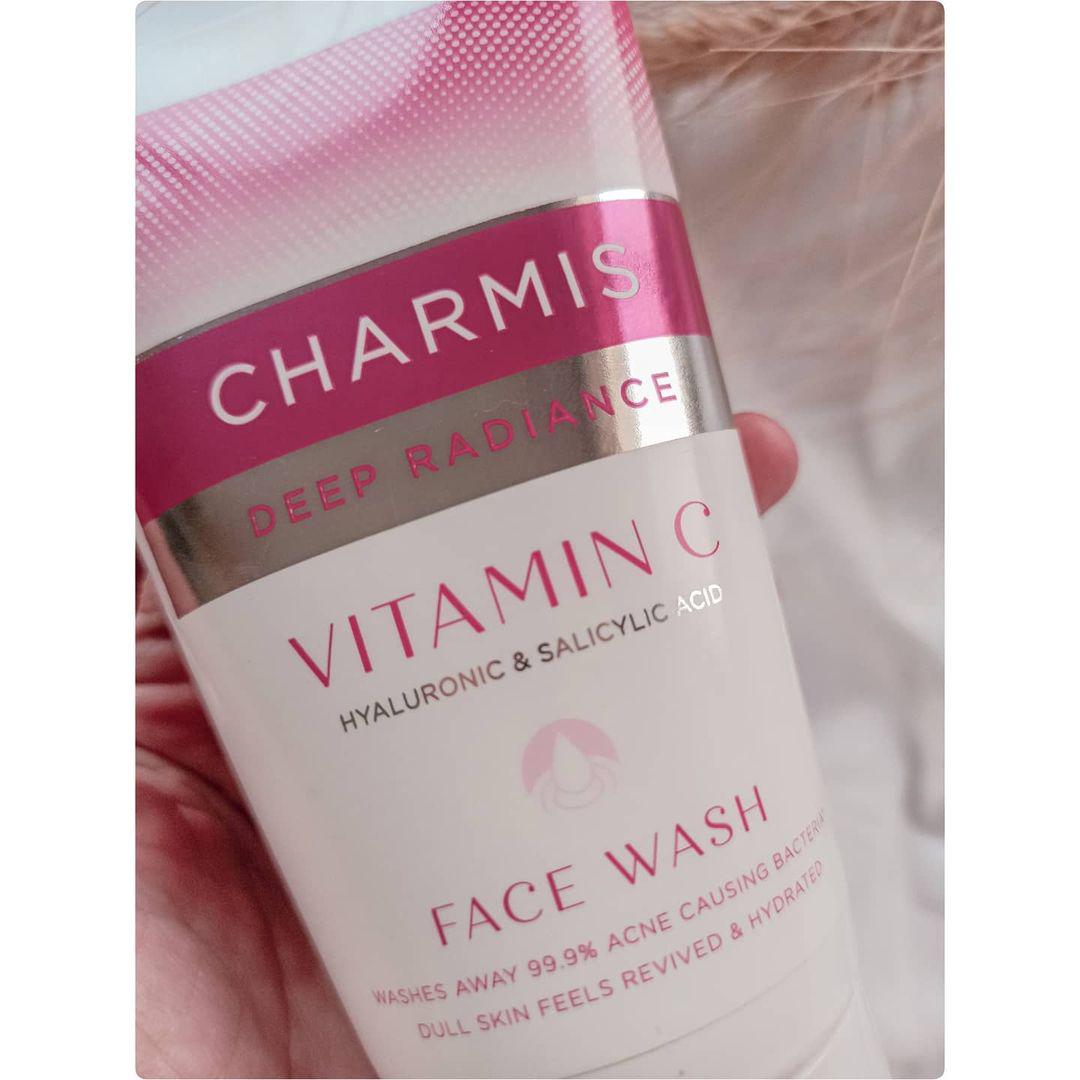 CHARMIS
DEEP RADIANCE
VITAMIN C
HYALURONIC & SALICYLIC ACID
FACE WASH
WASHES AWAY 99.9% ACNE CAUSING BACTERIA*
DULL SKIN FEELS REVIVED & HYDRATED